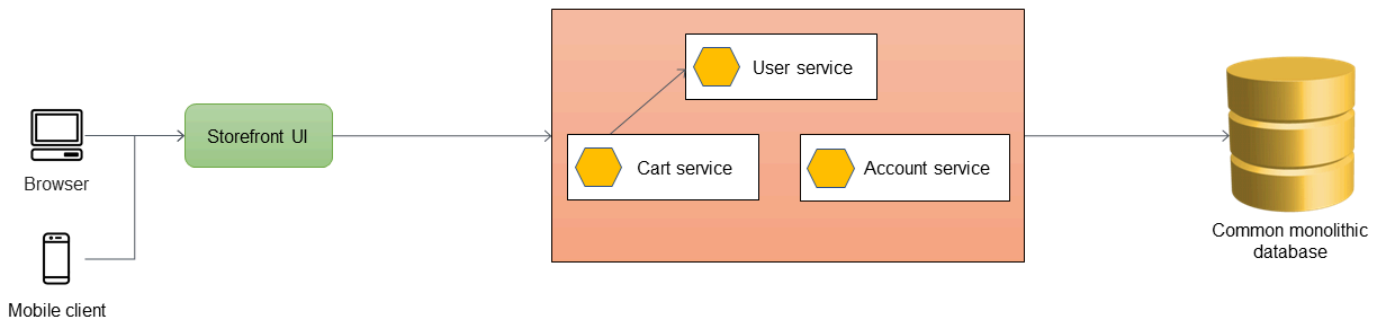 User service
Storefront UI
Cart service
Account service
Browser
Common monolithic
database
Mobile client